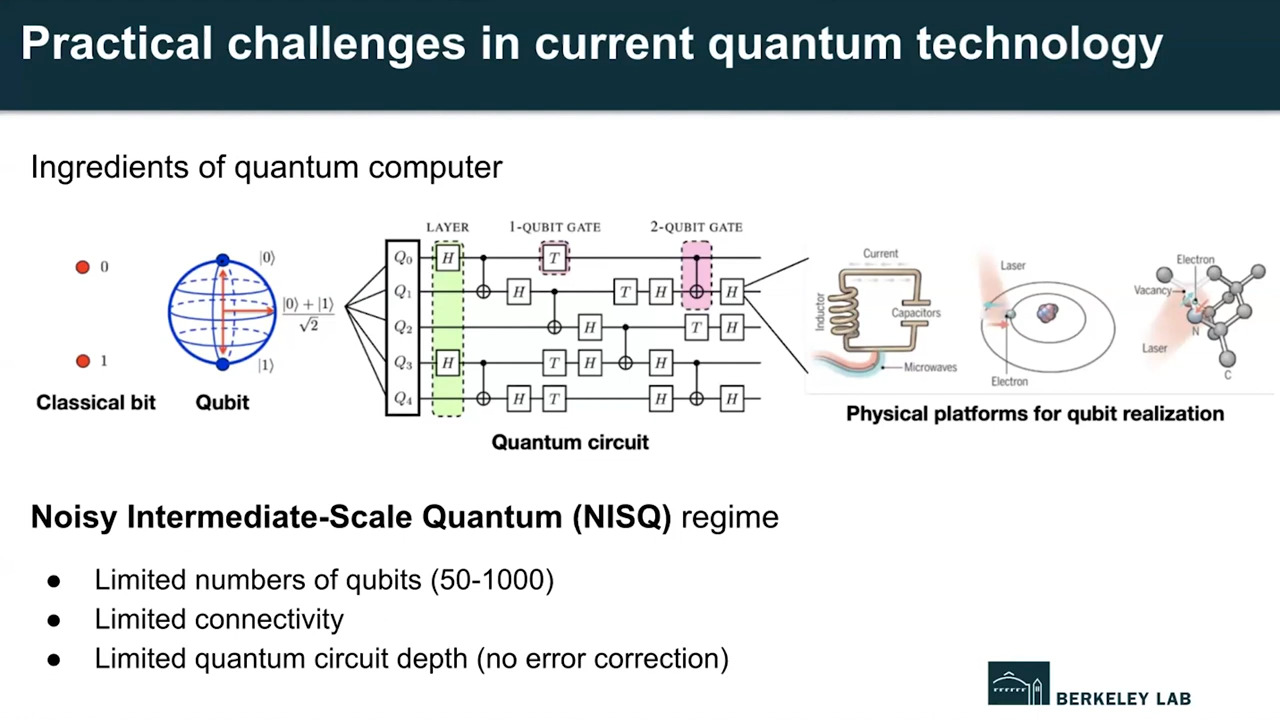 Practical challenges in current quantum technology
Ingredients of quantum computer
0
1
Classical bit
|0⟩
|0⟩ + |1⟩
√2
|1⟩
Qubit
LAYER 1-QUBIT GATE 2-QUBIT GATE
Q0 H T
Q1 H T H H
Q2 H T H
Q3 H T H H
Q4 H T H H
Quantum circuit
Current
Inductor
Capacitors
Microwaves
Laser
Electron
Electron
Vacancy
N
Laser
C
Physical platforms for qubit realization
Noisy Intermediate-Scale Quantum (NISQ) regime
● Limited numbers of qubits (50-1000)
● Limited connectivity
● Limited quantum circuit depth (no error correction)
BERKELEY LAB